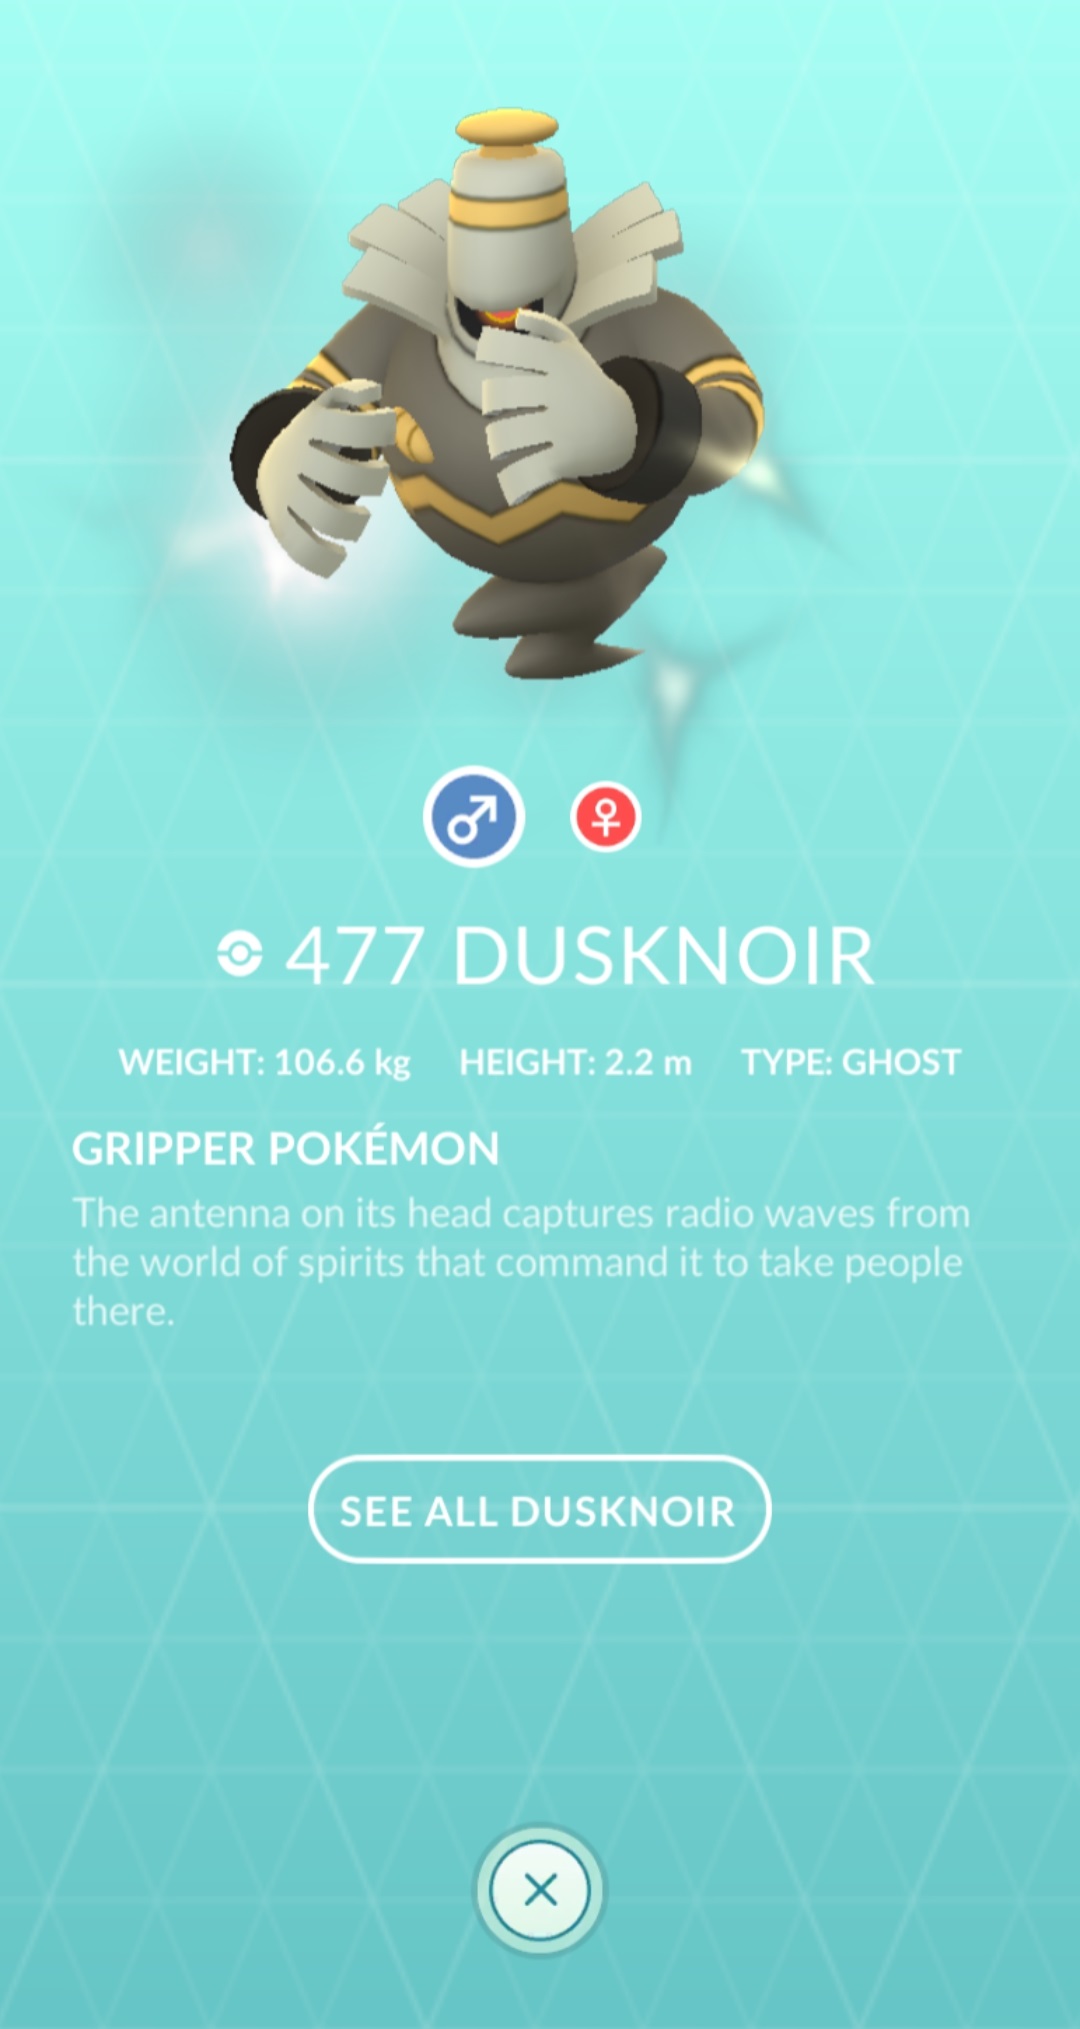 477 DUSKNOIR
WEIGHT: 106.6 kg HEIGHT: 2.2 m TYPE: GHOST
GRIPPER POKÉMON
The antenna on its head captures radio waves from
the world of spirits that command it to take people
there.
SEE ALL DUSKNOIR